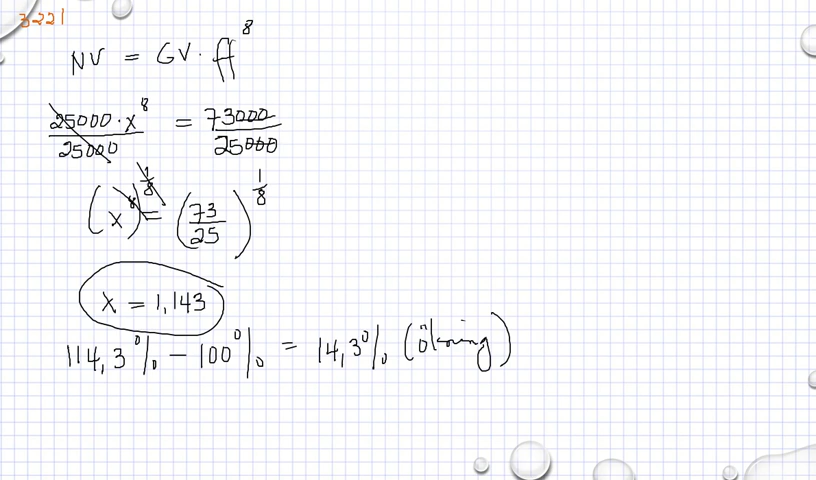 3221
NV = GV · ff^8
25000 · x^8 / 25000 = 73000 / 25000
(x^8)^(1/8) = (73/25)^(1/8)
x = 1,143
114,3% - 100% = 14,3% (ökning)